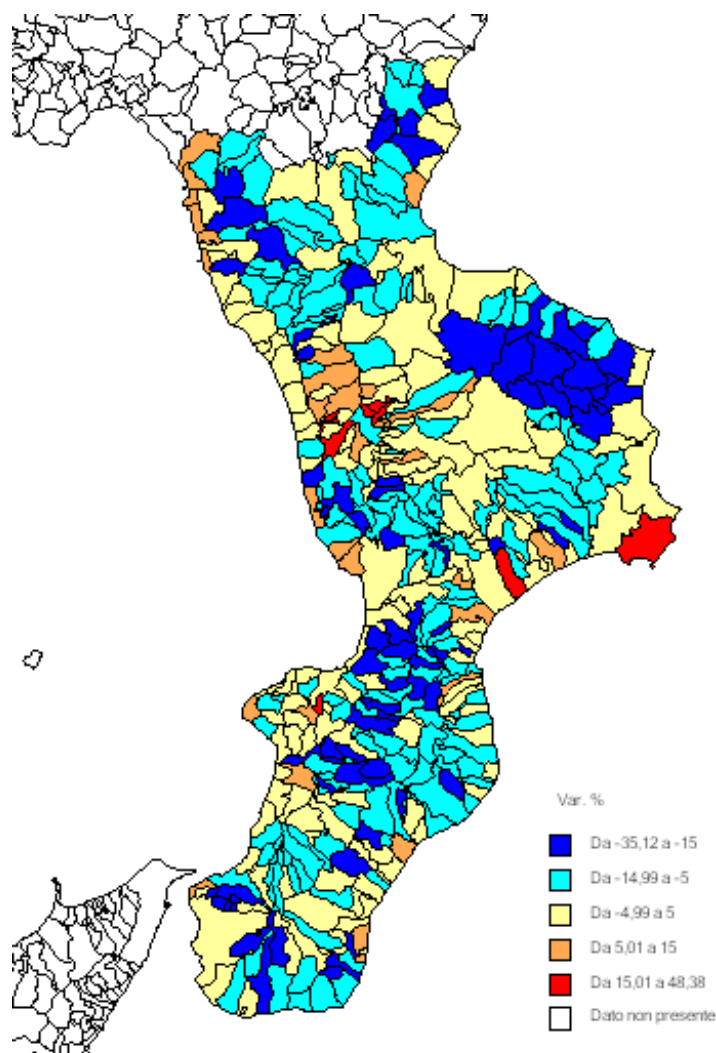 Var. %
Da -35,12 a -15
Da -14,99 a -5
Da -4,99 a 5
Da 5,01 a 15
Da 15,01 a 48,38
Dato non presente